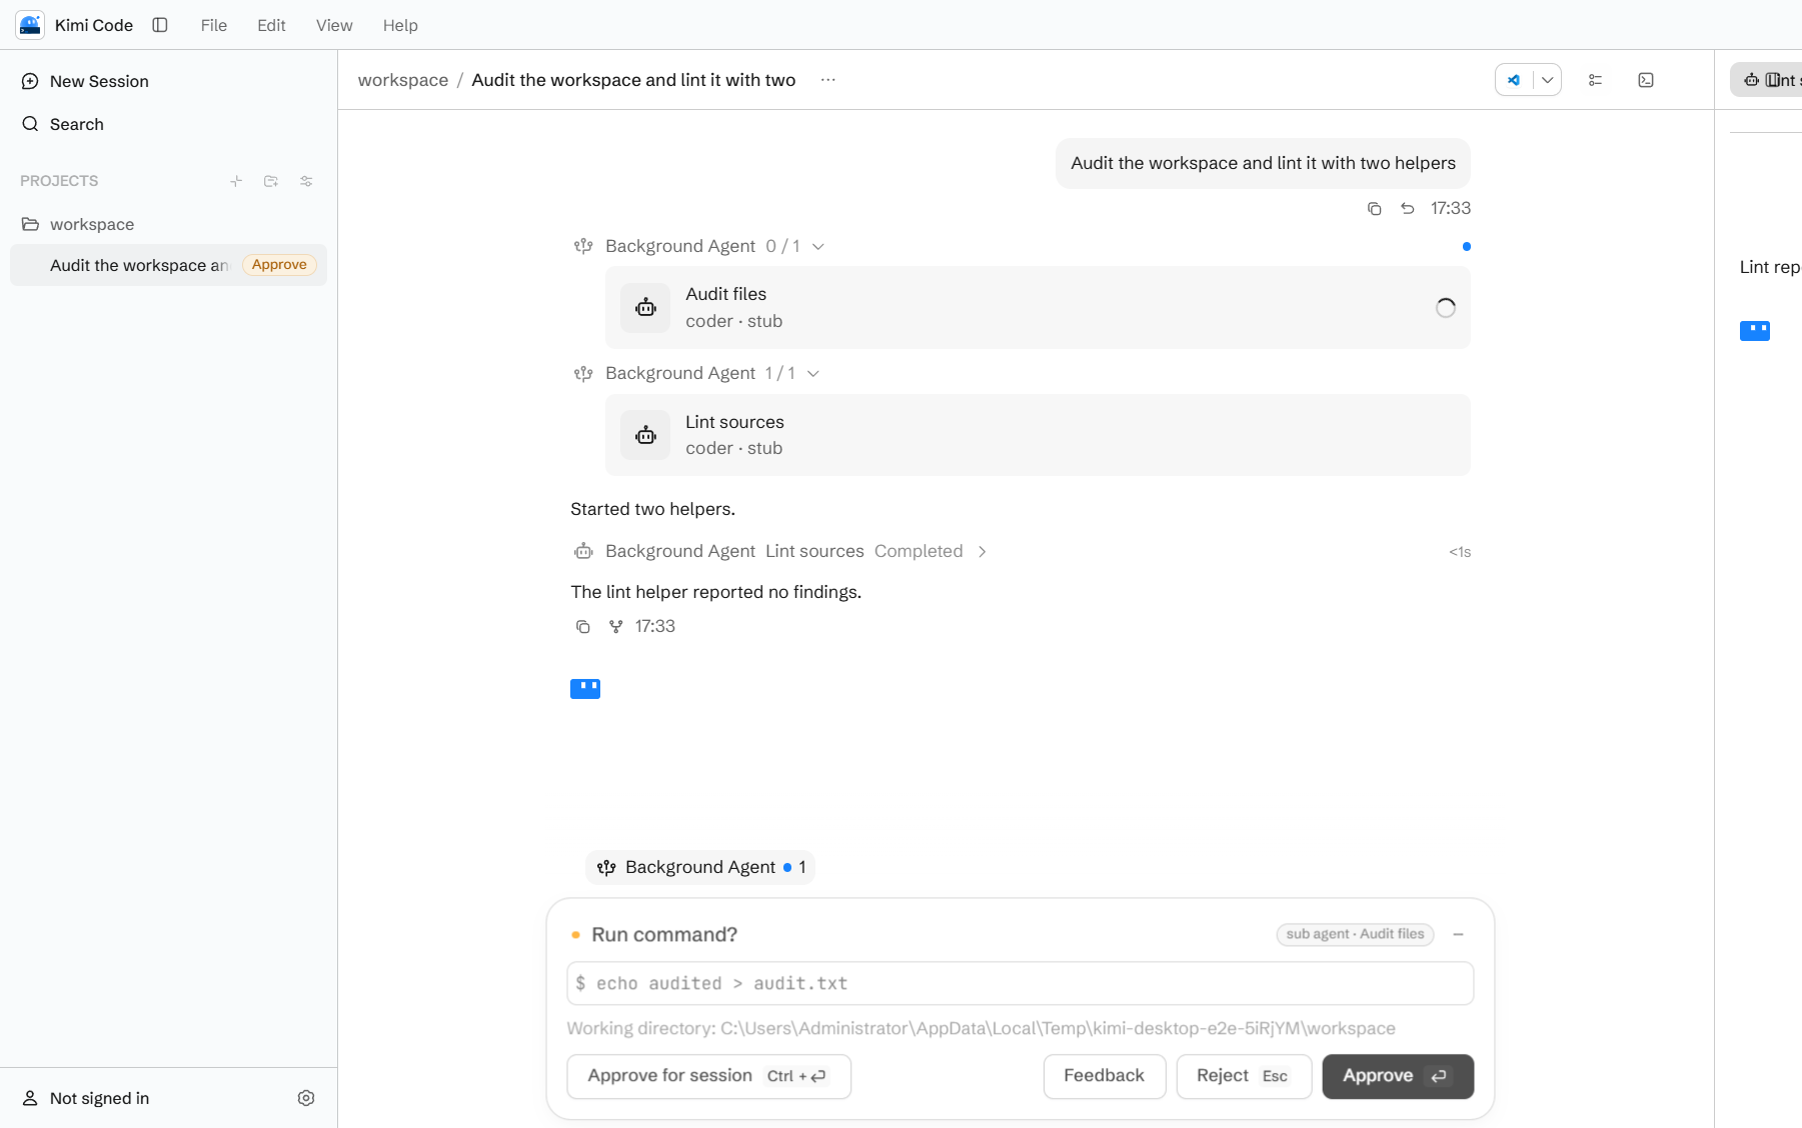 Kimi Code File Edit View Help
New Session
Search
PROJECTS
workspace
Audit the workspace an Approve
Not signed in
workspace / Audit the workspace and lint it with two ...
Audit the workspace and lint it with two helpers
17:33
Background Agent 0 / 1
Audit files
coder · stub
Background Agent 1 / 1
Lint sources
coder · stub
Started two helpers.
Background Agent Lint sources Completed <1s
The lint helper reported no findings.
17:33
Background Agent 1
Run command? sub agent · Audit files
$ echo audited > audit.txt
Working directory: C:\Users\Administrator\AppData\Local\Temp\kimi-desktop-e2e-5iRjYM\workspace
Approve for session Ctrl + ↵ Feedback Reject Esc Approve ↵
Lint rep